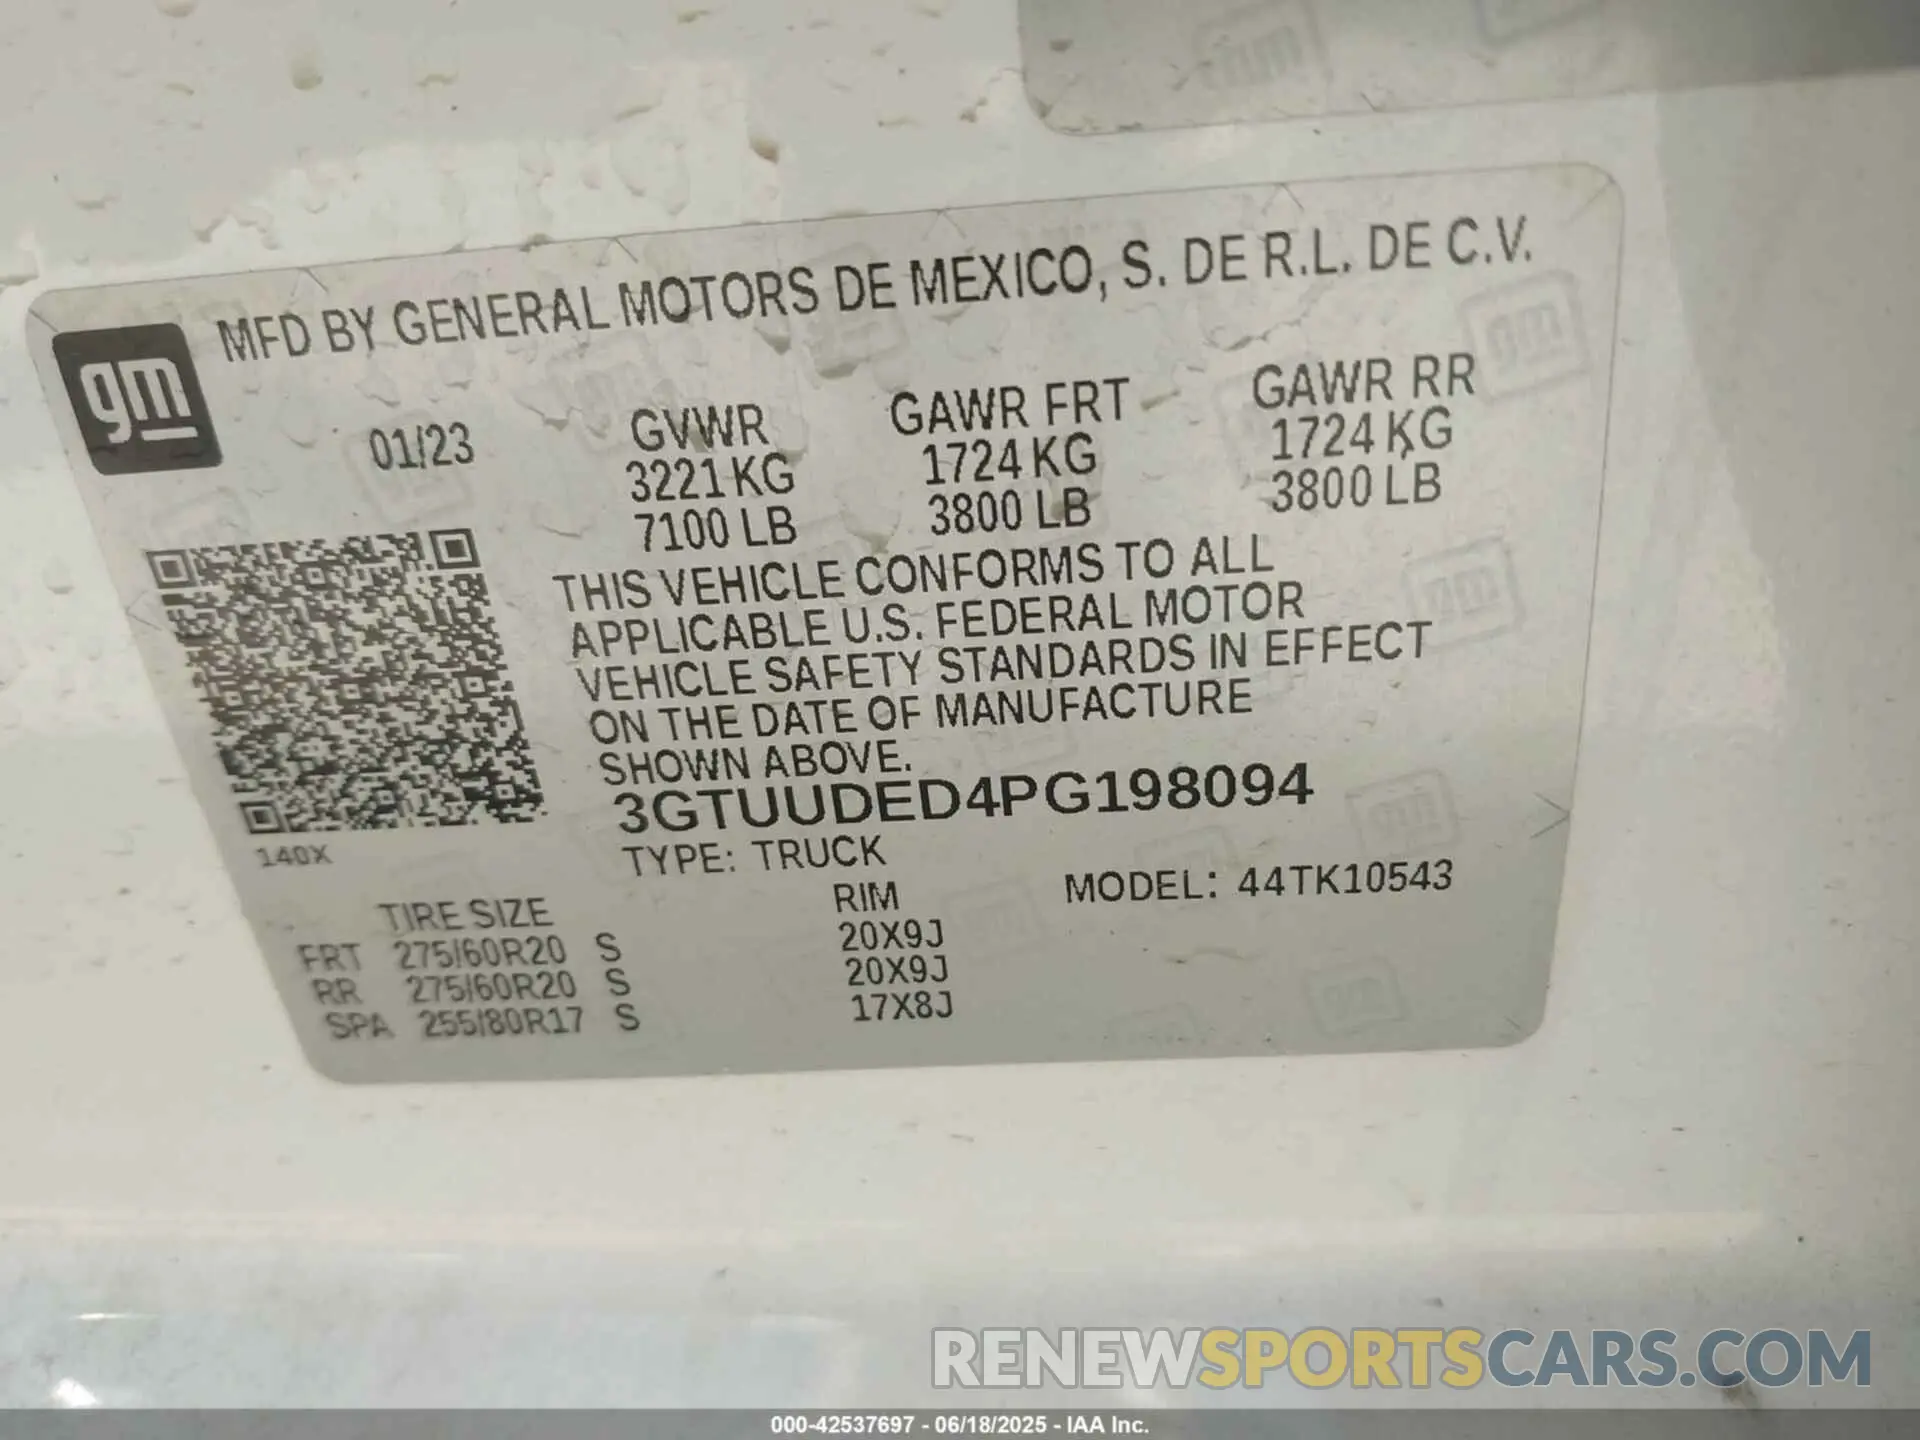 MFD BY GENERAL MOTORS DE MEXICO, S. DE R.L. DE C.V.
gm
01/23
GVWR
3221 KG
7100 LB
GAWR FRT
1724 KG
3800 LB
GAWR RR
1724 KG
3800 LB
THIS VEHICLE CONFORMS TO ALL
APPLICABLE U.S. FEDERAL MOTOR
VEHICLE SAFETY STANDARDS IN EFFECT
ON THE DATE OF MANUFACTURE
SHOWN ABOVE.
3GTUUDED4PG198094
140X
TYPE: TRUCK
MODEL: 44TK10543
TIRE SIZE RIM
FRT 275/60R20 S 20X9J
RR 275/60R20 S 20X9J
SPA 255/80R17 S 17X8J
RENEWSPORTSCARS.COM
000-42537697 - 06/18/2025 - IAA Inc.